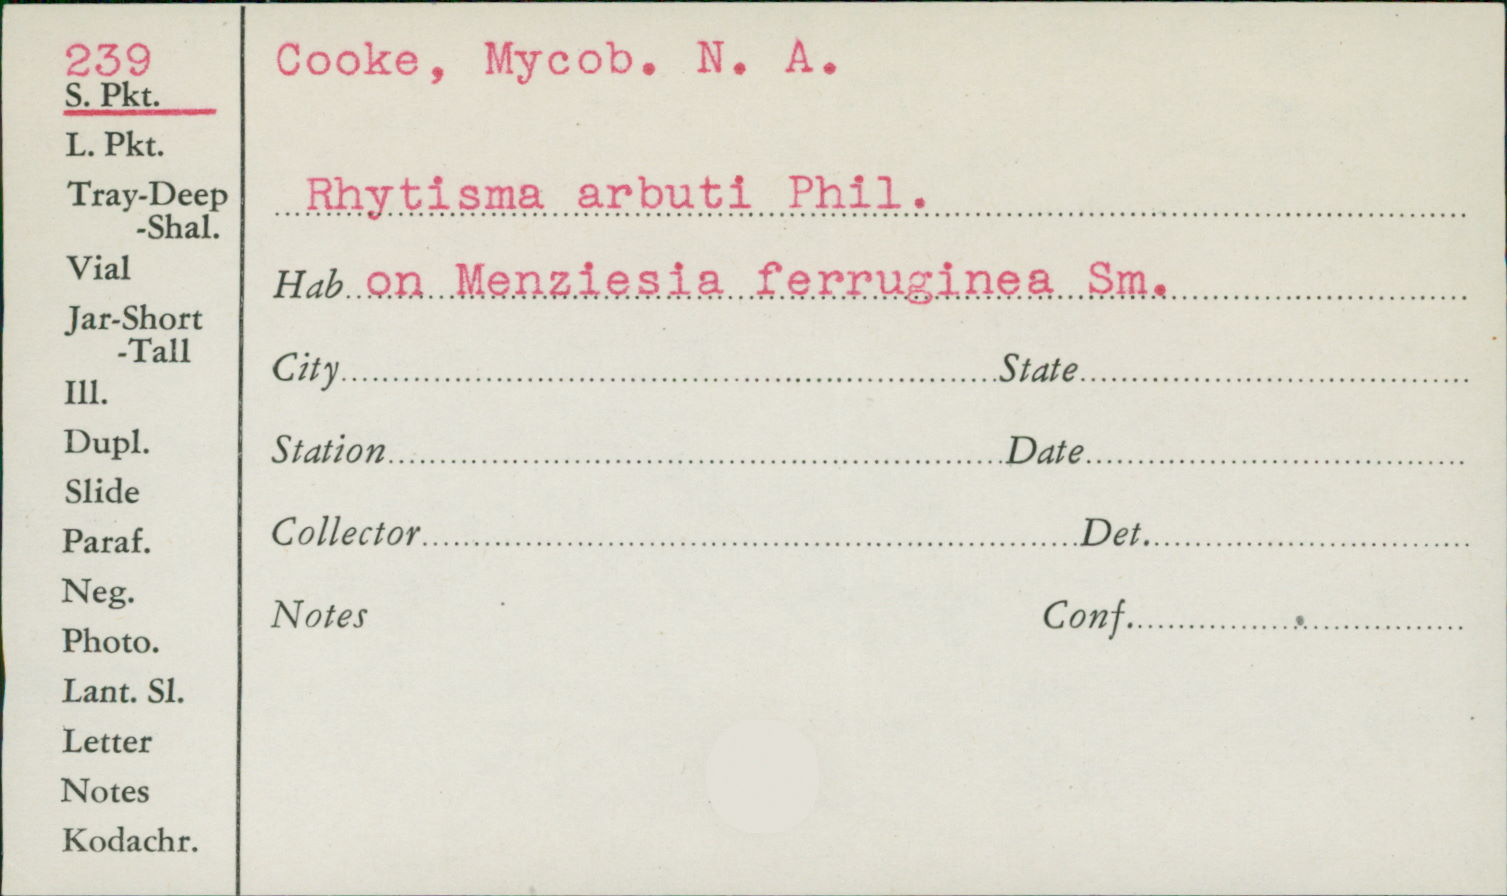 239
S. Pkt.
L. Pkt.
Tray-Deep
-Shal.
Vial
Jar-Short
-Tall
Ill.
Dupl.
Slide
Paraf.
Neg.
Photo.
Lant. Sl.
Letter
Notes
Kodachr.
Cooke, Mycob. N. A.
Rhytisma arbuti Phil.
Hab on Menziesia ferruginea Sm.
City State
Station Date
Collector Det.
Notes Conf.